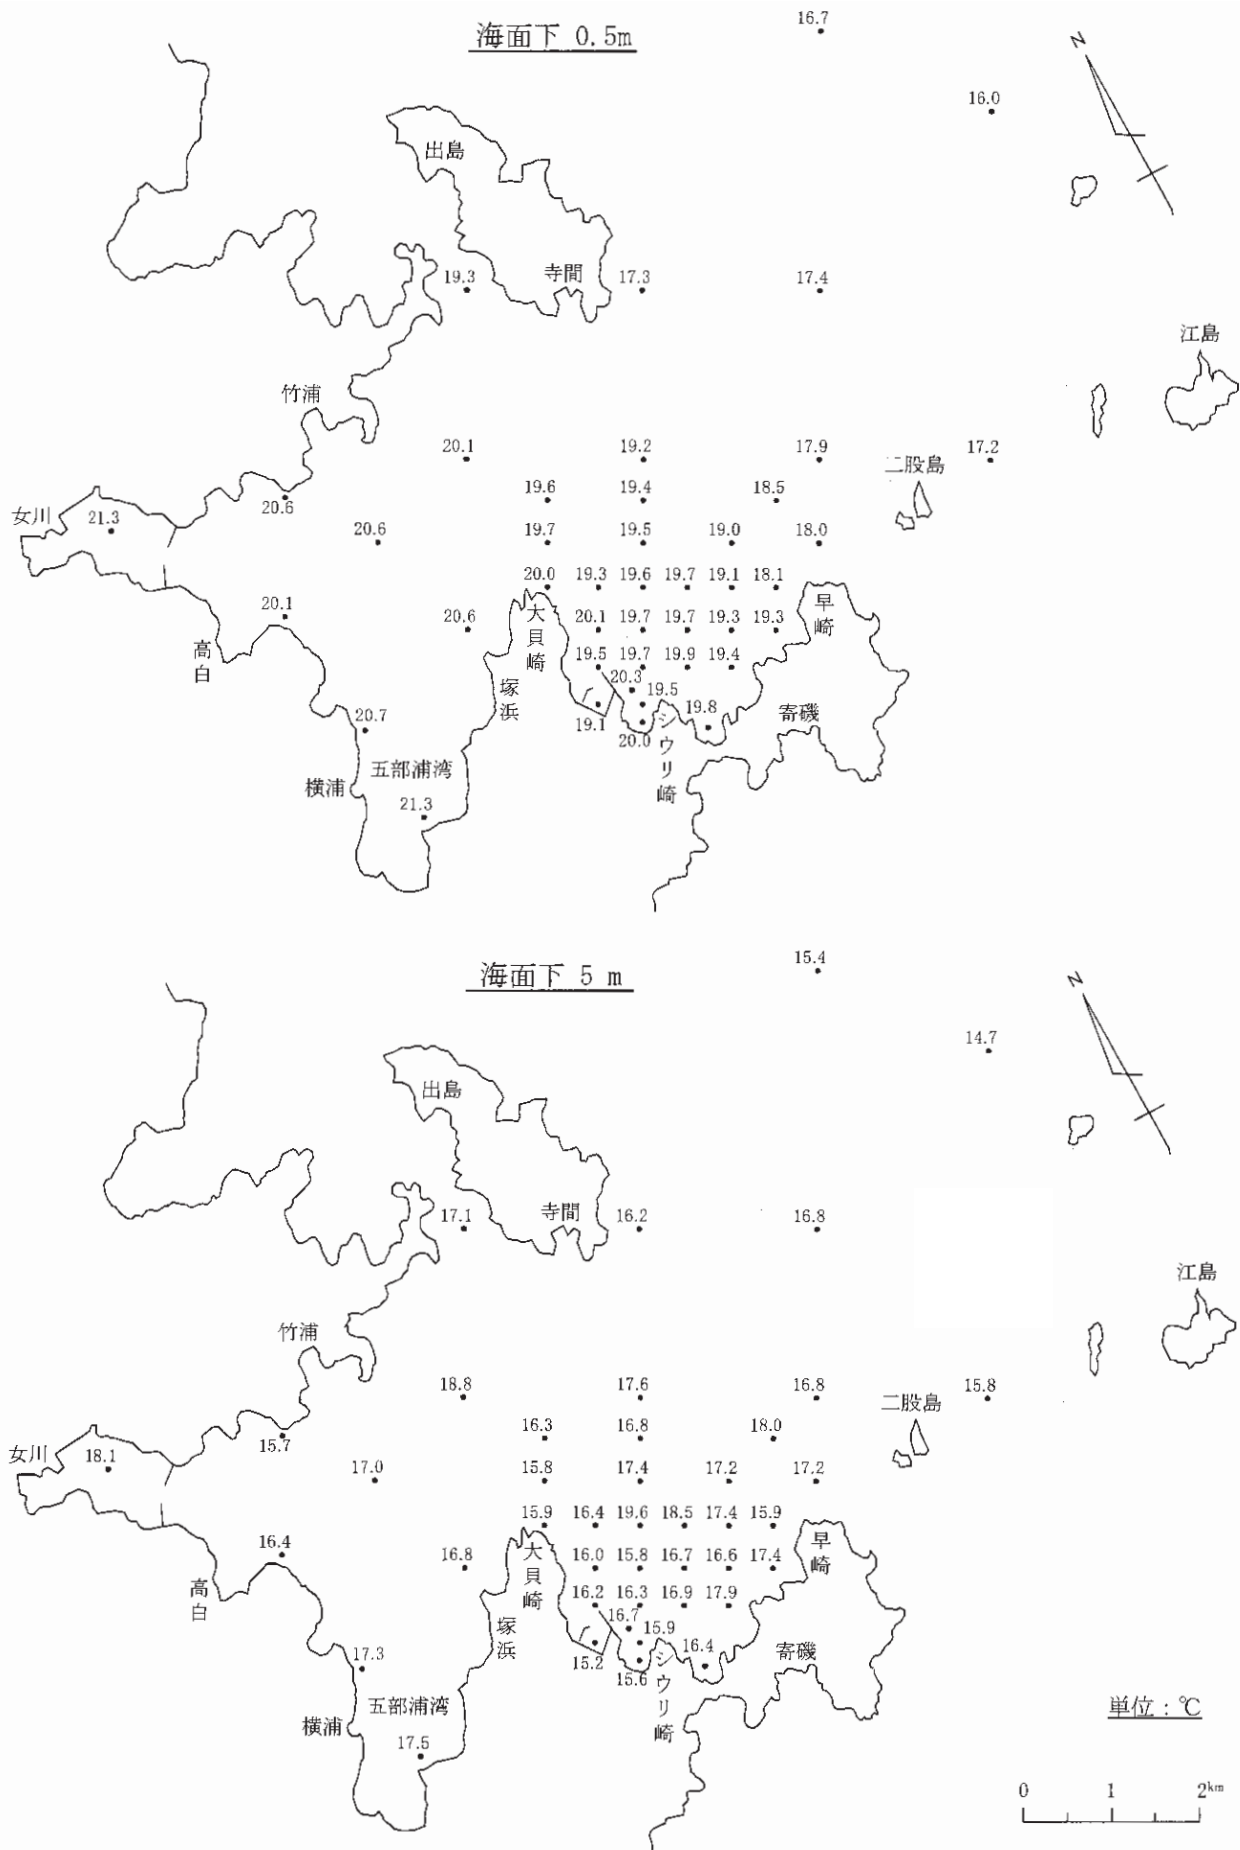 海面下 0.5m
16.7
N
16.0
出島
寺間
19.3
17.3
17.4
江島
竹浦
20.1
19.2
17.9
二股島
17.2
19.6
19.4
18.5
女川
21.3
20.6
20.6
19.7
19.5
19.0
18.0
20.0
19.3
19.6
19.7
19.1
18.1
早崎
20.1
高白
20.6
大貝崎
20.1
19.7
19.7
19.3
19.3
19.5
19.7
19.9
19.4
塚浜
20.3
19.5
19.1
20.0
シウリ崎
19.8
寄磯
20.7
五部浦湾
横浦
21.3
海面下 5 m
15.4
N
14.7
出島
寺間
17.1
16.2
16.8
江島
竹浦
18.8
17.6
16.8
二股島
15.8
16.3
16.8
18.0
女川
18.1
15.7
17.0
15.8
17.4
17.2
17.2
15.9
16.4
19.6
18.5
17.4
15.9
早崎
16.4
高白
16.8
大貝崎
16.0
15.8
16.7
16.6
17.4
16.2
16.3
16.9
17.9
塚浜
16.7
15.9
15.2
15.6
シウリ崎
16.4
寄磯
17.3
五部浦湾
横浦
17.5
単位：℃
0 1 2km